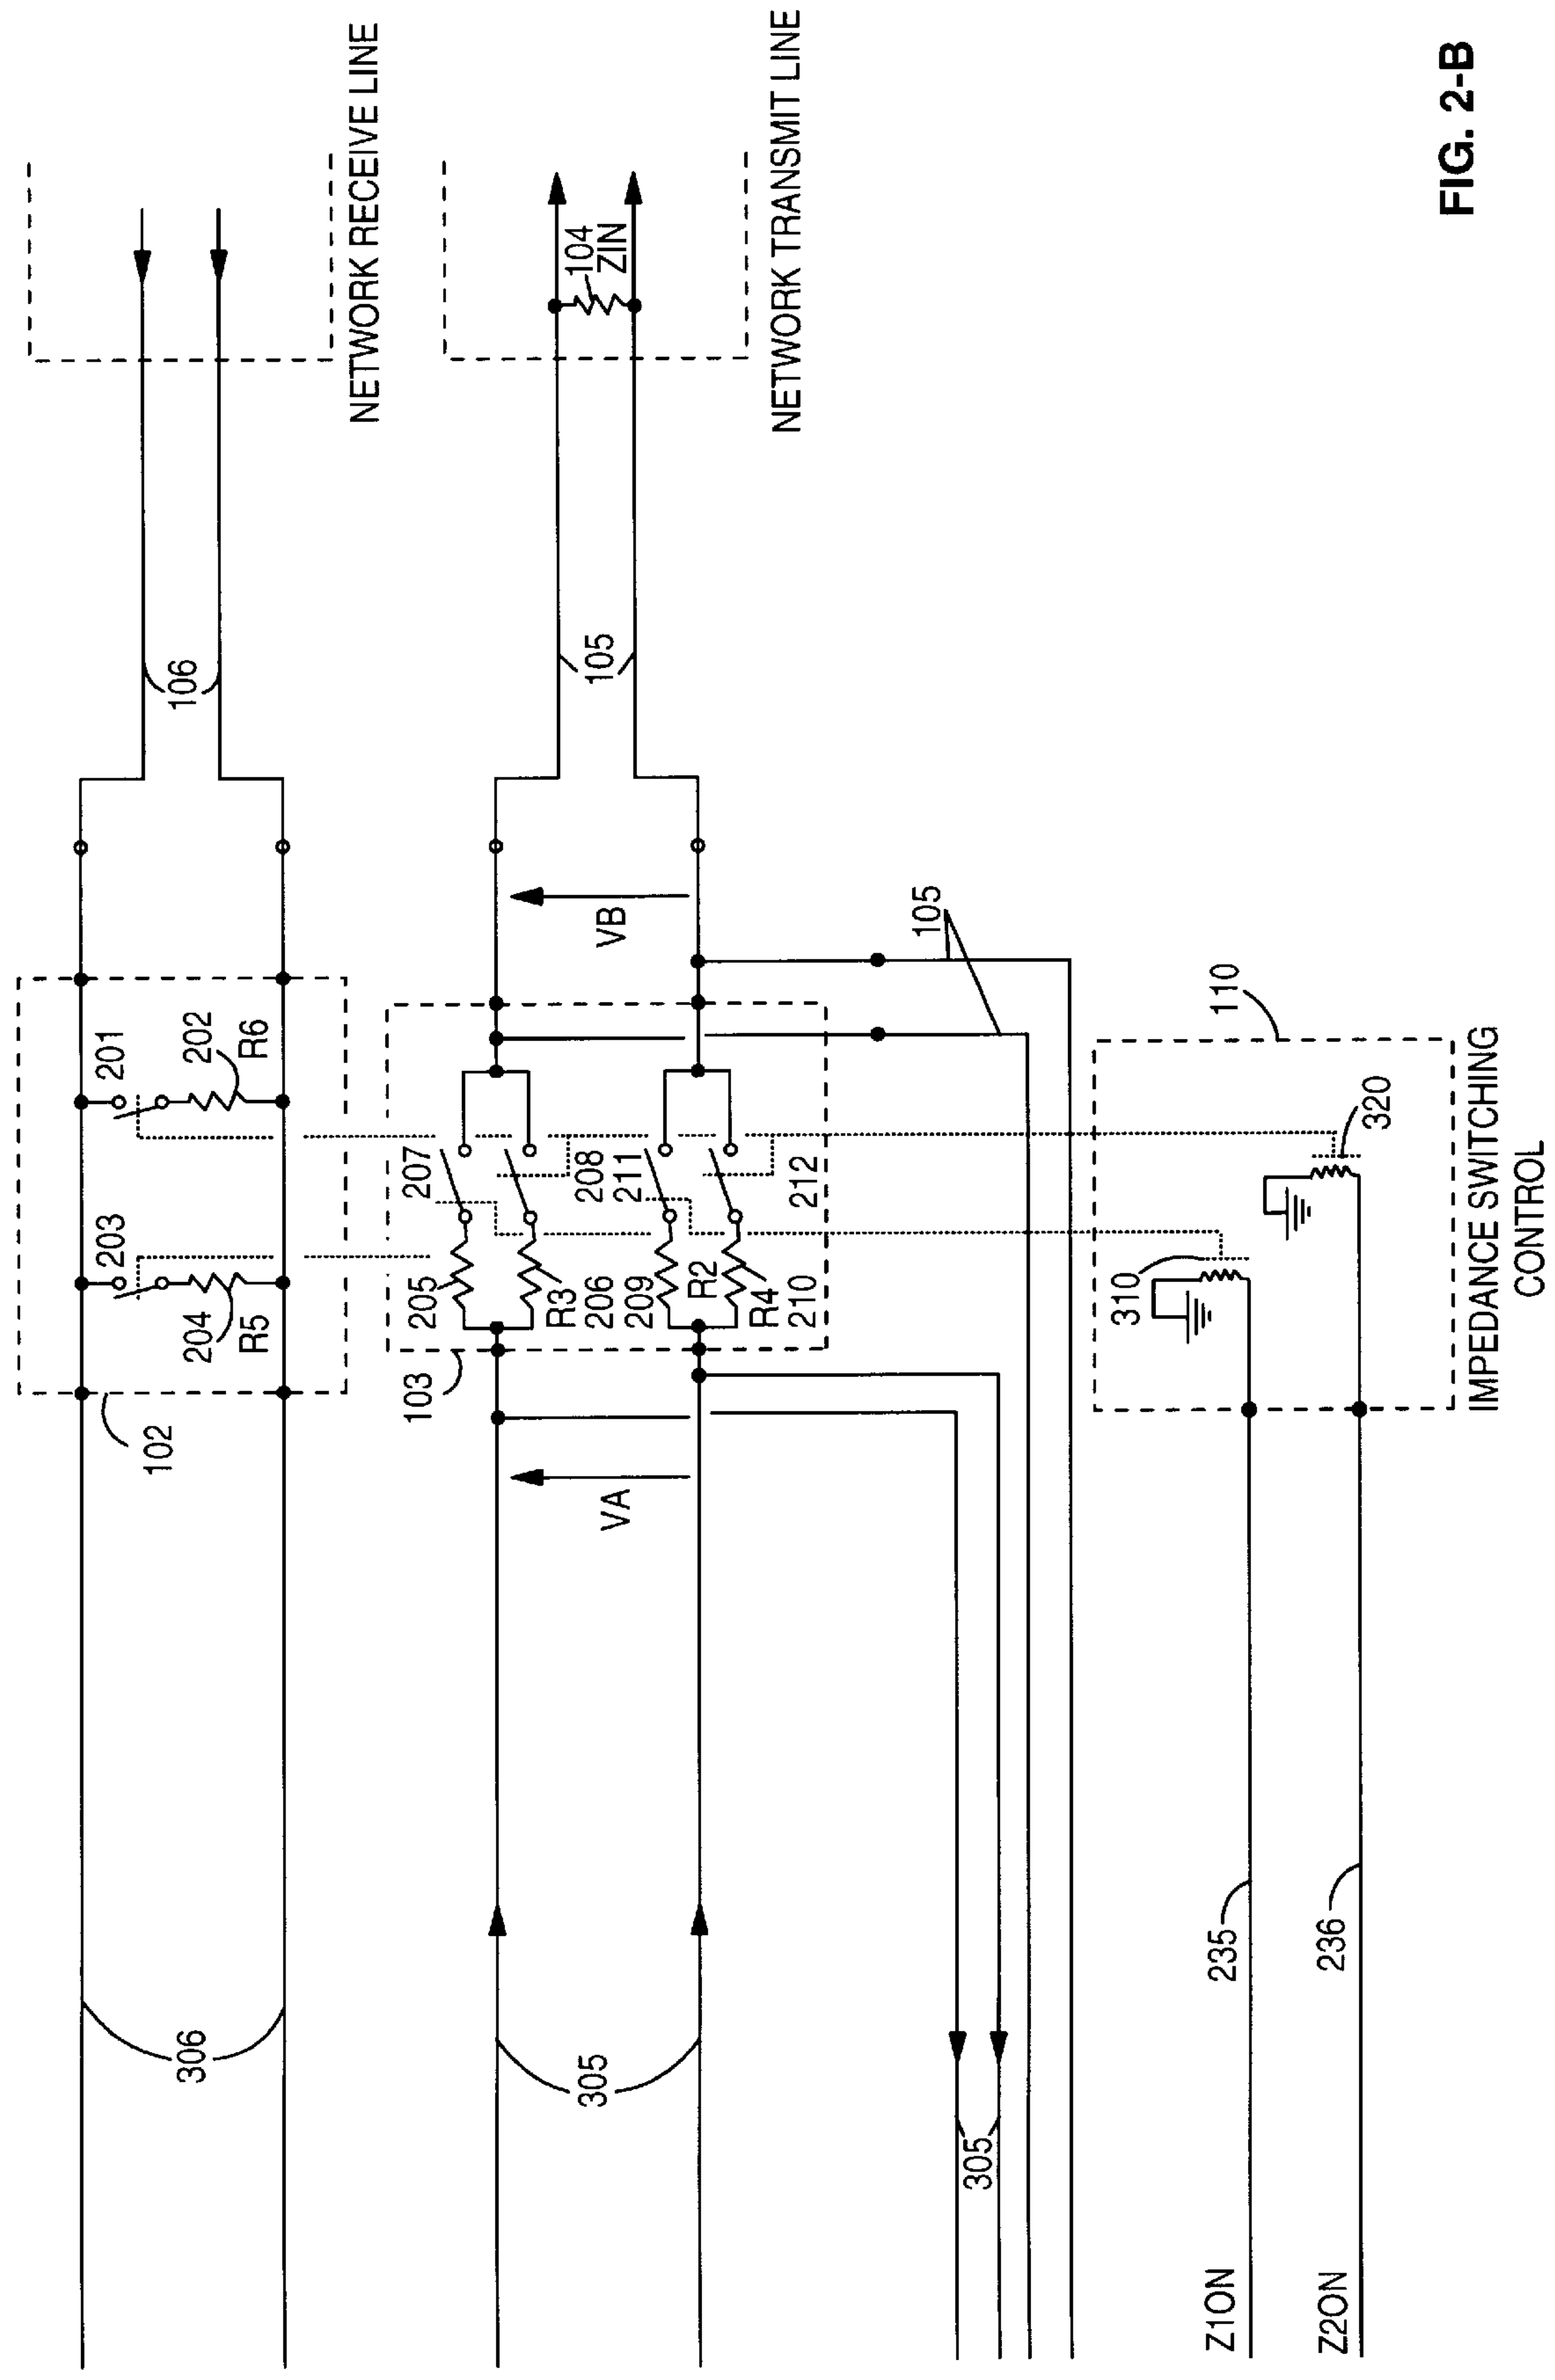 NETWORK RECEIVE LINE
NETWORK TRANSMIT LINE
104
ZIN
106
105
VB
105
201
202
R6
203
204
R5
102
207
208
211
212
205
R3
206
209
R2
R4
210
103
VA
110
320
310
IMPEDANCE SWITCHING
CONTROL
306
305
305
235
236
Z1ON
Z2ON
FIG. 2-B